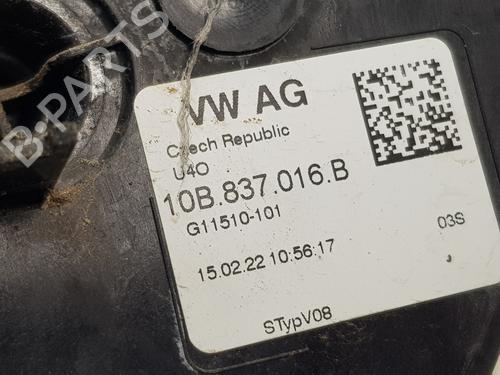 VW AG
Czech Republic
U4O
10B.837.016.B
G11510-101
03S
15.02.22 10:56:17
STypV08
B-PARTS